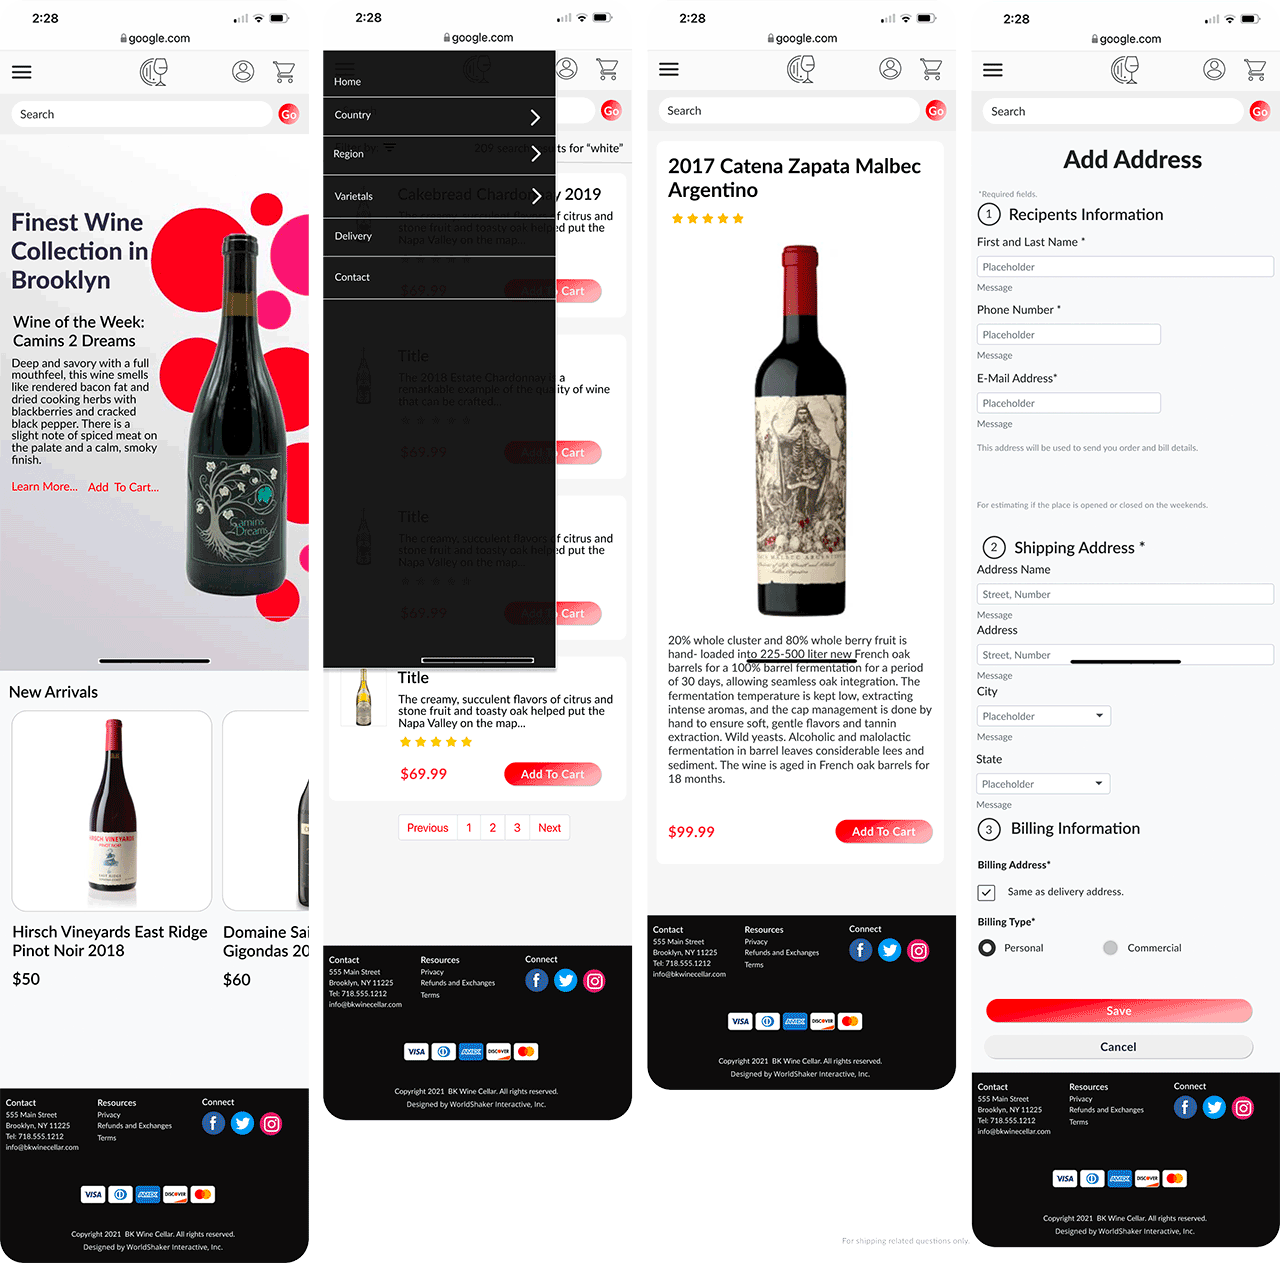 2:28
google.com
Search
Go
Finest Wine
Collection in
Brooklyn
Wine of the Week:
Camins 2 Dreams
Deep and savory with a full
mouthfeel, this wine smells
like rendered bacon fat and
dried cooking herbs with
blackberries and cracked
black pepper. There is a
slight note of spiced meat on
the palate and a calm, smoky
finish.
Learn More... Add To Cart...
Camins
2 Dreams
New Arrivals
HIRSCH VINEYARDS
PINOT NOIR
EAST RIDGE
Hirsch Vineyards East Ridge
Pinot Noir 2018
$50
Domaine Sai
Gigondas 20
$60
Contact
555 Main Street
Brooklyn, NY 11225
Tel: 718.555.1212
info@bkwinecellar.com
Resources
Privacy
Refunds and Exchanges
Terms
Connect
VISA AMEX DISCOVER
Copyright 2021 BK Wine Cellar. All rights reserved.
Designed by WorldShaker Interactive, Inc.
2:28
google.com
Go
Home
Country
Region
Varietals
Delivery
Contact
Filter by
209 search results for “white”
Cakebread Chardonnay 2019
The creamy, succulent flavors of citrus and
stone fruit and toasty oak helped put the
Napa Valley on the map...
$69.99
Add To Cart
Title
The 2018 Estate Chardonnay is a
remarkable example of the quality of wine
that can be crafted...
$69.99
Add To Cart
Title
The creamy, succulent flavors of citrus and
stone fruit and toasty oak helped put the
Napa Valley on the map...
$69.99
Add To Cart
Title
The creamy, succulent flavors of citrus and
stone fruit and toasty oak helped put the
Napa Valley on the map...
$69.99
Add To Cart
Previous 1 2 3 Next
Contact
555 Main Street
Brooklyn, NY 11225
Tel: 718.555.1212
info@bkwinecellar.com
Resources
Privacy
Refunds and Exchanges
Terms
Connect
VISA AMEX DISCOVER
Copyright 2021 BK Wine Cellar. All rights reserved.
Designed by WorldShaker Interactive, Inc.
2:28
google.com
Search
Go
2017 Catena Zapata Malbec
Argentino
MALBEC ARGENTINO
20% whole cluster and 80% whole berry fruit is
hand- loaded into 225-500 liter new French oak
barrels for a 100% barrel fermentation for a period
of 30 days, allowing seamless oak integration. The
fermentation temperature is kept low, extracting
intense aromas, and the cap management is done by
hand to ensure soft, gentle flavors and tannin
extraction. Wild yeasts. Alcoholic and malolactic
fermentation in barrel leaves considerable lees and
sediment. The wine is aged in French oak barrels for
18 months.
$99.99
Add To Cart
Contact
555 Main Street
Brooklyn, NY 11225
Tel: 718.555.1212
info@bkwinecellar.com
Resources
Privacy
Refunds and Exchanges
Terms
Connect
VISA AMEX DISCOVER
Copyright 2021 BK Wine Cellar. All rights reserved.
Designed by WorldShaker Interactive, Inc.
For shipping related questions only.
2:28
google.com
Search
Go
Add Address
*Required fields.
1 Recipents Information
First and Last Name *
Placeholder
Message
Phone Number *
Placeholder
Message
E-Mail Address*
Placeholder
Message
This address will be used to send you order and bill details.
For estimating if the place is opened or closed on the weekends.
2 Shipping Address *
Address Name
Street, Number
Message
Address
Street, Number
Message
City
Placeholder
Message
State
Placeholder
Message
3 Billing Information
Billing Address*
Same as delivery address.
Billing Type*
Personal
Commercial
Save
Cancel
Contact
555 Main Street
Brooklyn, NY 11225
Tel: 718.555.1212
info@bkwinecellar.com
Resources
Privacy
Refunds and Exchanges
Terms
Connect
VISA AMEX DISCOVER
Copyright 2021 BK Wine Cellar. All rights reserved.
Designed by WorldShaker Interactive, Inc.